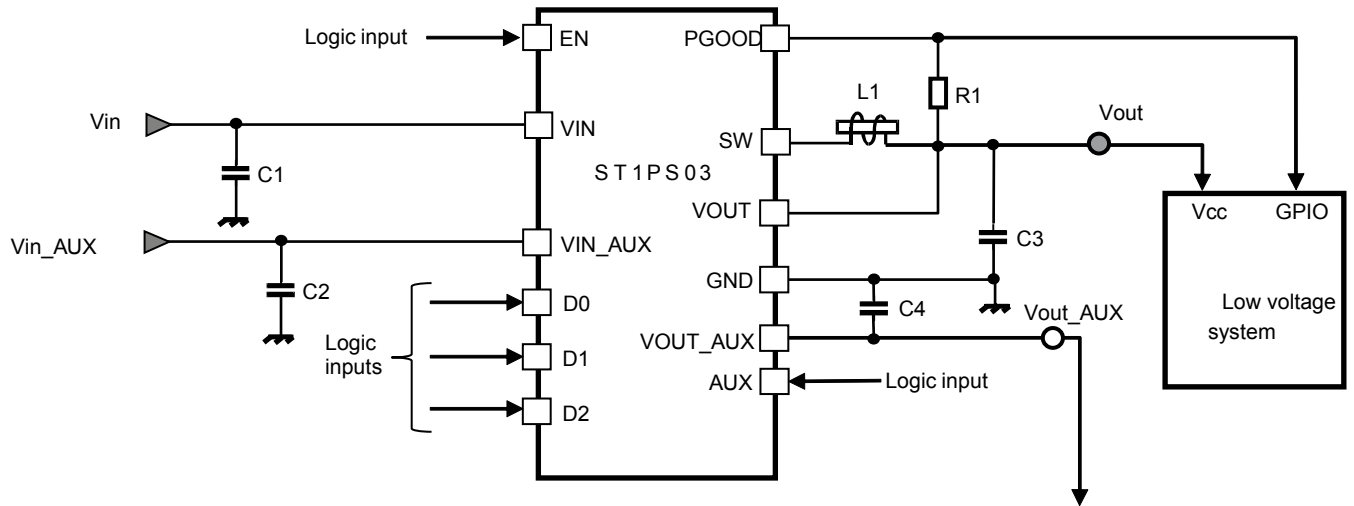 Logic input
EN
PGOOD
L1
R1
Vout
Vin
VIN
SW
C1
ST1PS03
VOUT
Vcc
GPIO
Vin_AUX
VIN_AUX
C3
GND
C2
D0
C4
Vout_AUX
Low voltage
system
Logic
inputs
D1
VOUT_AUX
AUX
Logic input
D2